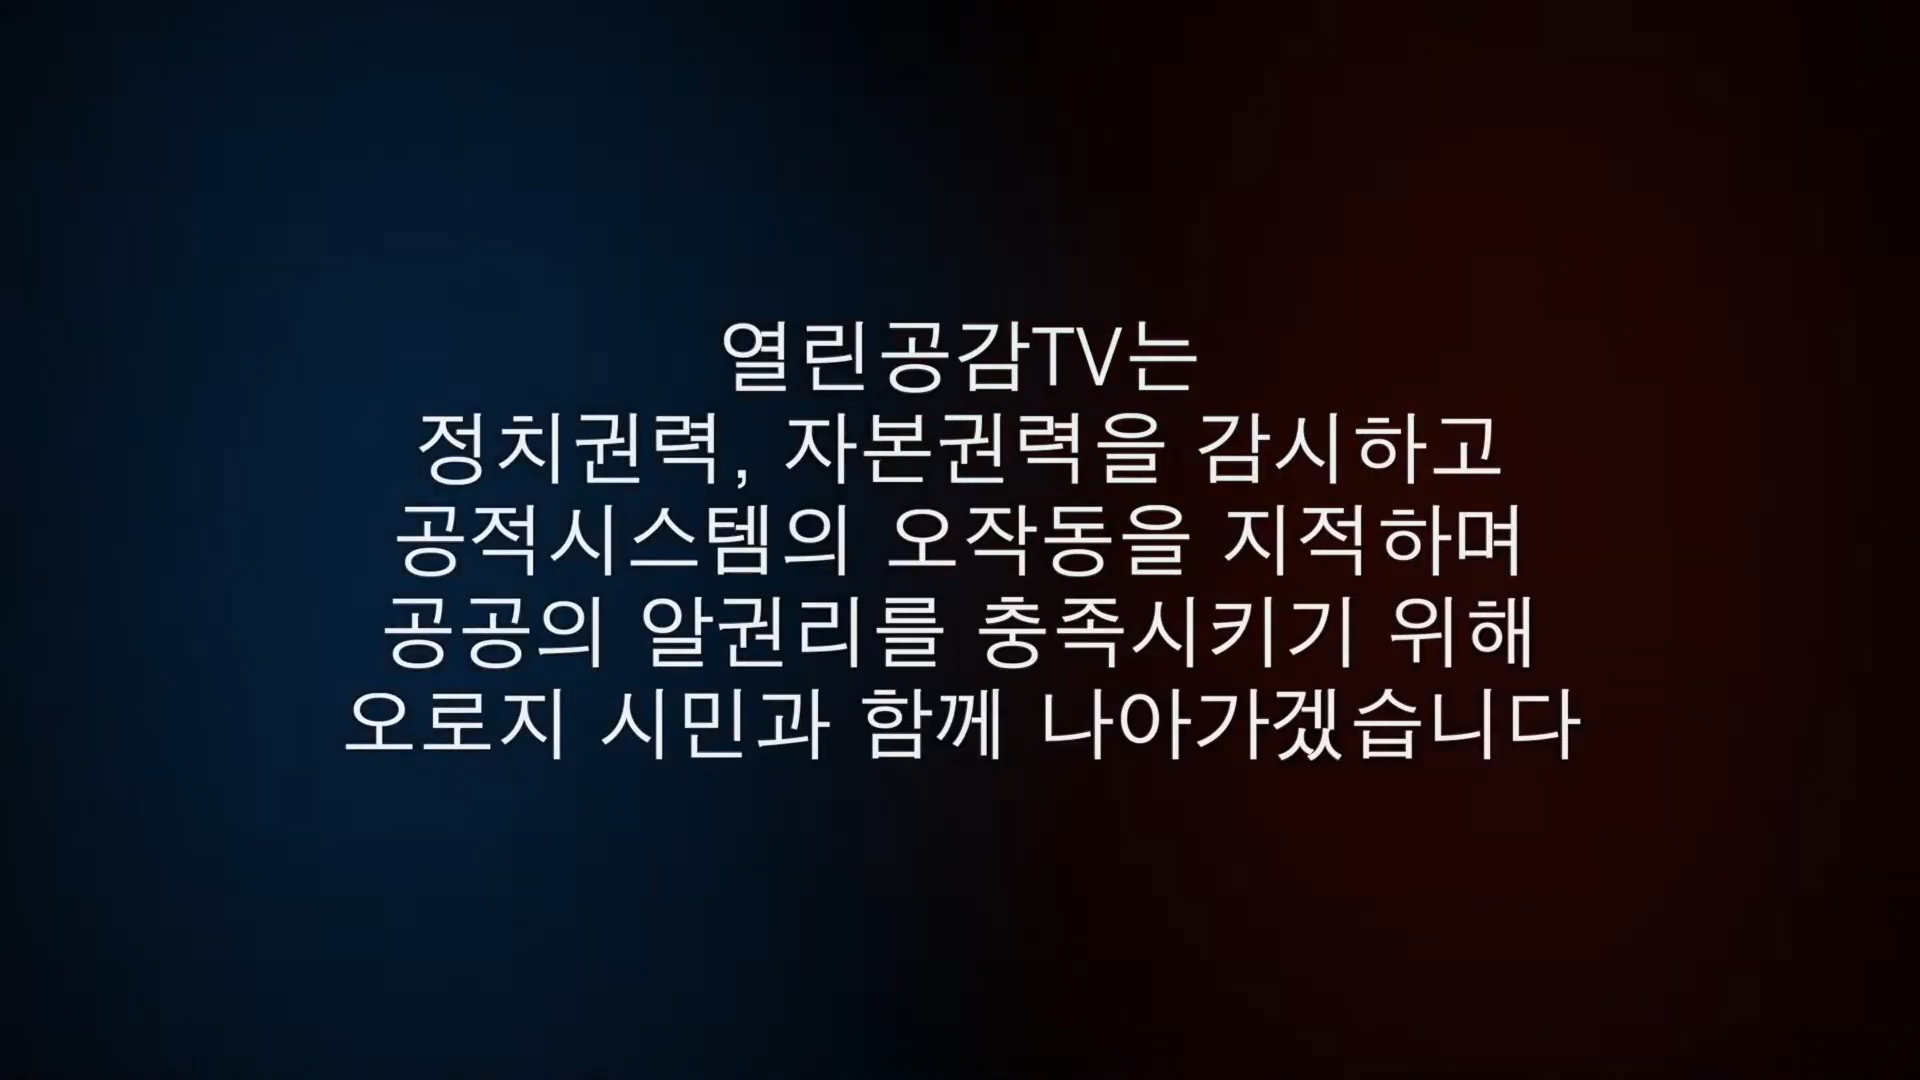 열린공감TV는
정치권력, 자본권력을 감시하고
공적시스템의 오작동을 지적하며
공공의 알권리를 충족시키기 위해
오로지 시민과 함께 나아가겠습니다